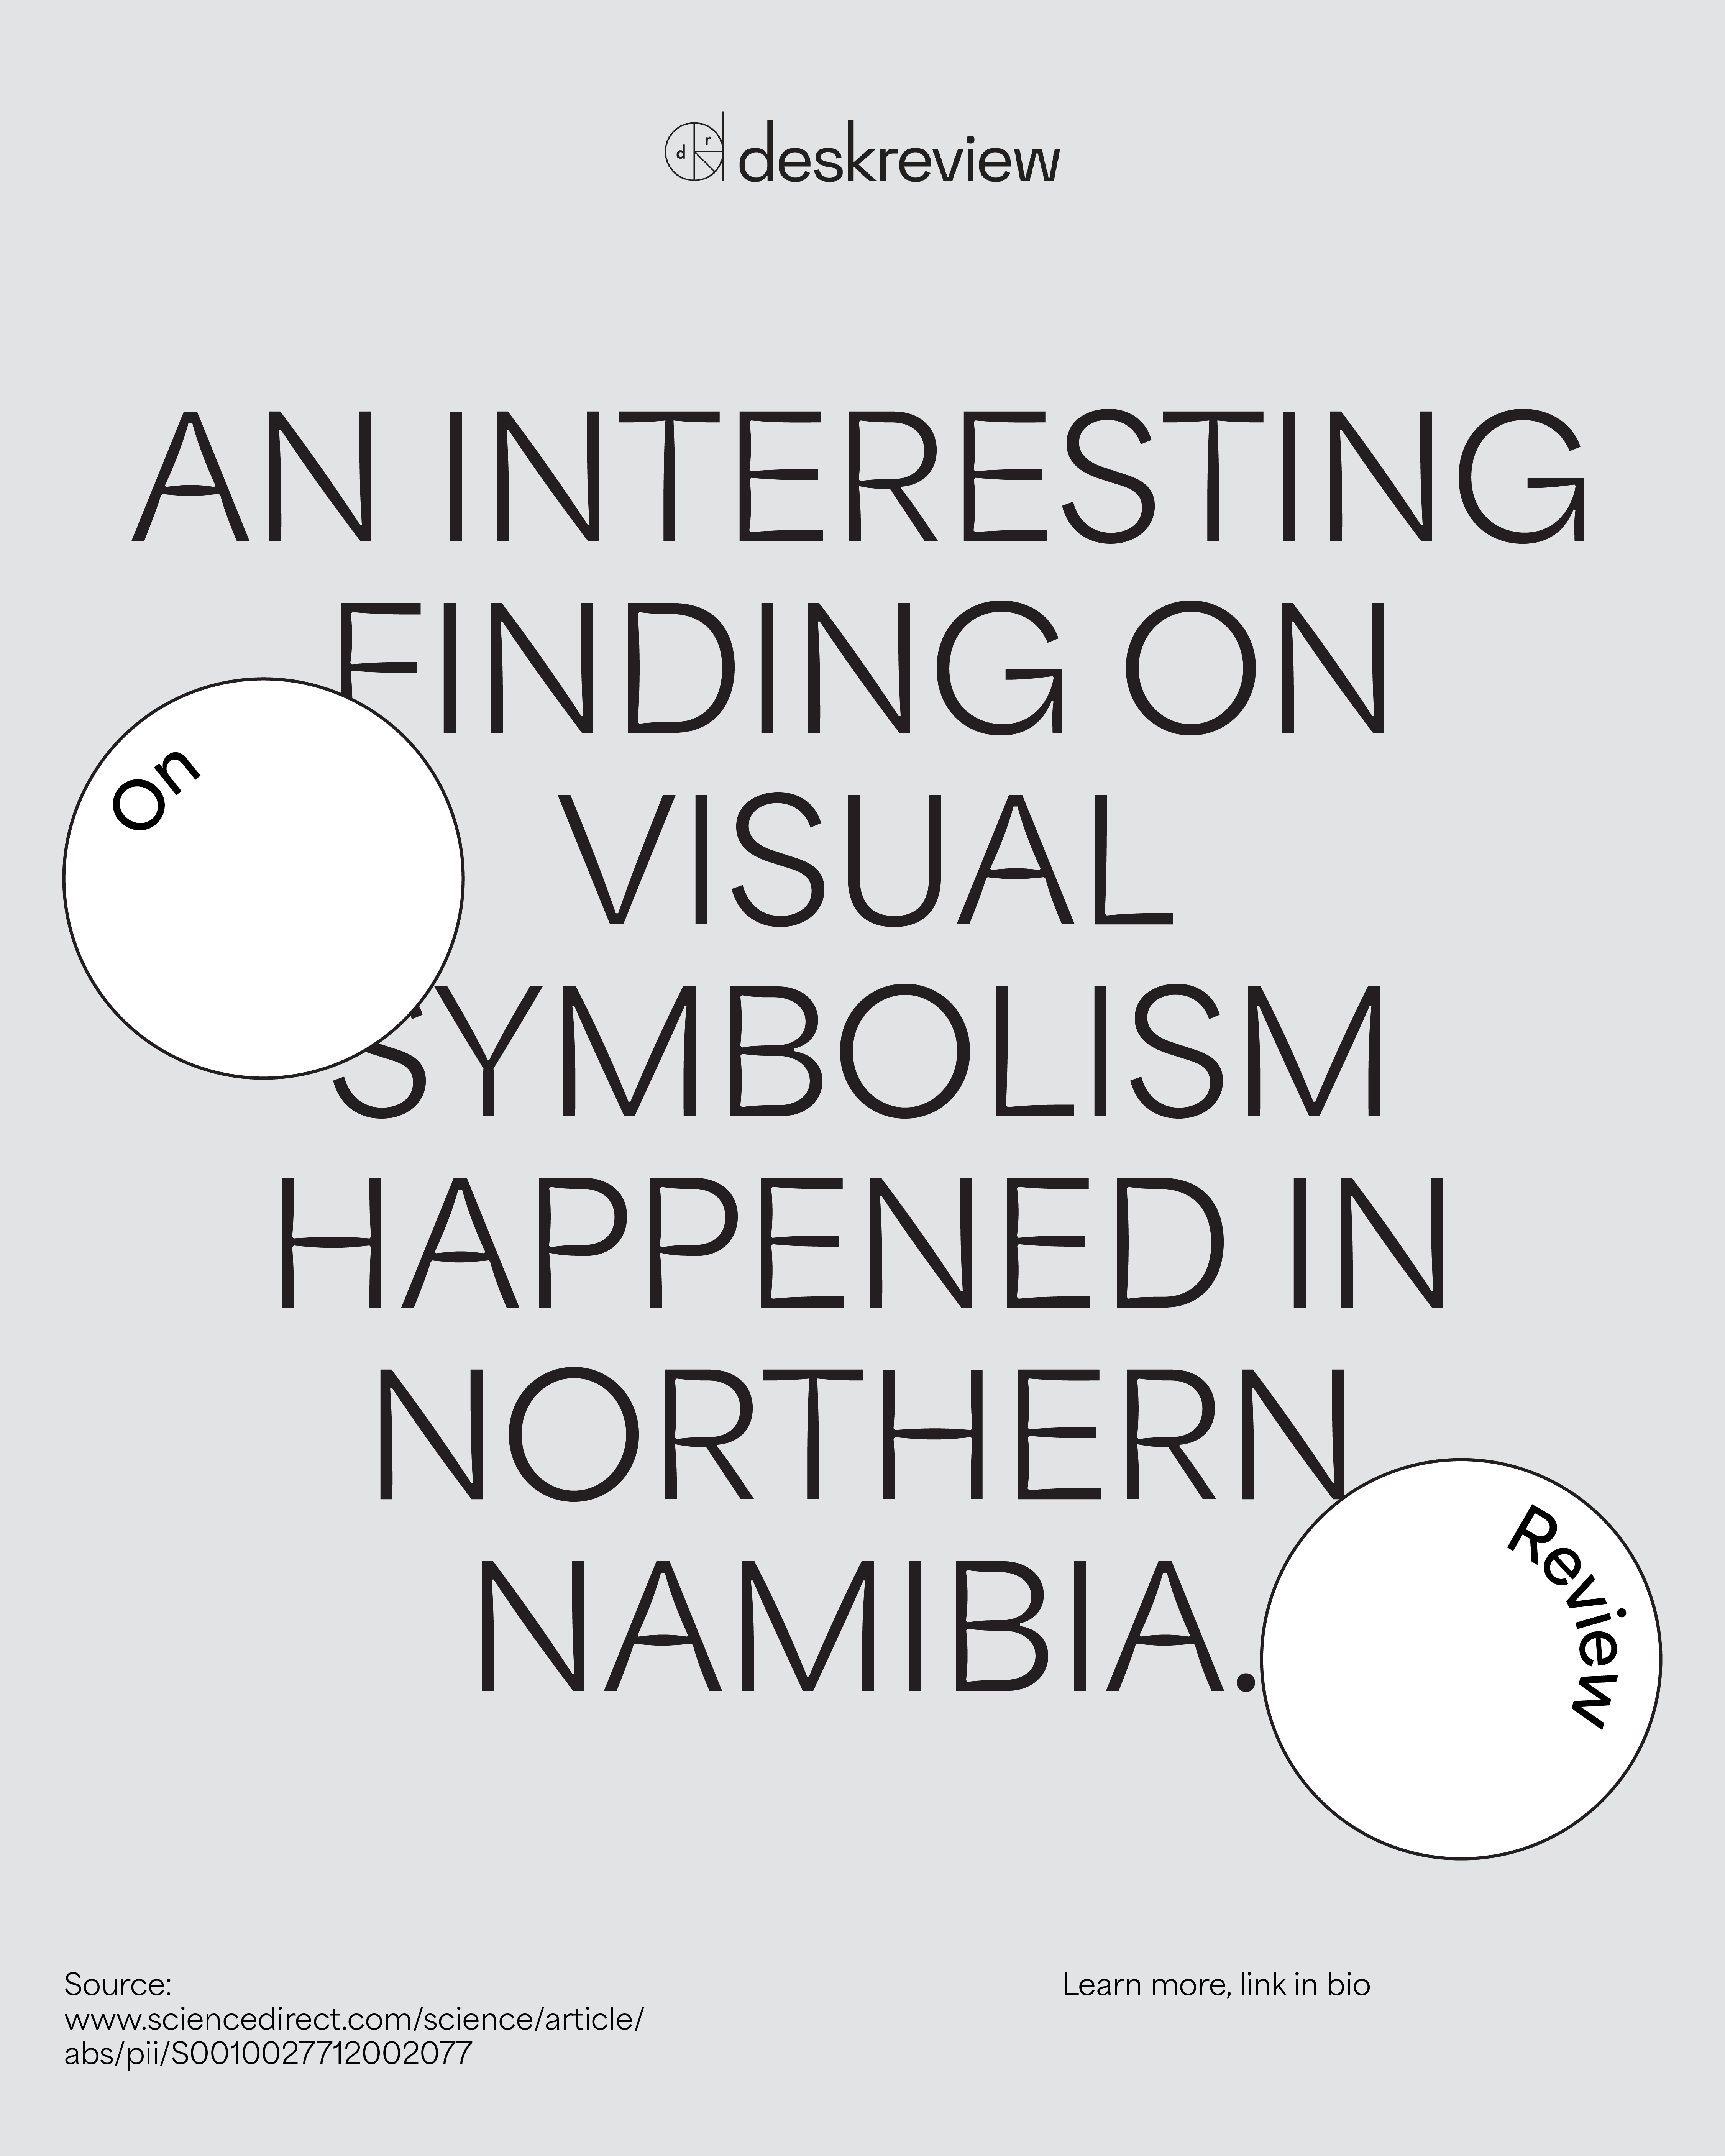 d r deskreview
AN INTERESTING
FINDING ON
On
VISUAL
SYMBOLISM
HAPPENED IN
NORTHERN
NAMIBIA.
Review
Source:
www.sciencedirect.com/science/article/
abs/pii/S0010027712002077
Learn more, link in bio